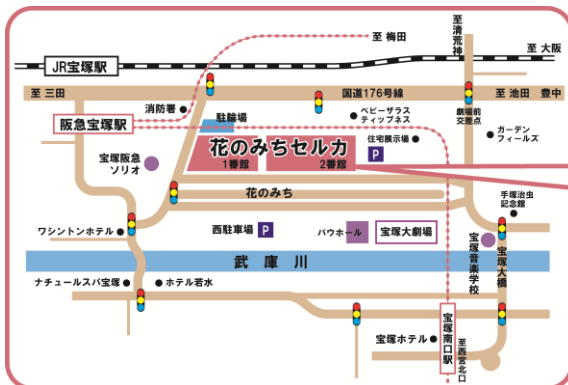 至 梅田
至清荒神
至 大阪
JR宝塚駅
至 三田
国道176号線
至 池田 豊中
消防署
駐輪場
ベビーザラス
ティップネス
劇場前
交差点
阪急宝塚駅
住宅展示場
P
ガーデン
フィールズ
花のみちセルカ
1番館
2番館
宝塚阪急
ソリオ
花のみち
手塚治虫
記念館
ワシントンホテル
西駐車場
P
バウホール
宝塚大劇場
宝塚音楽学校
宝塚大橋
武庫川
ナチュールスパ宝塚
ホテル若水
宝塚ホテル
宝塚南口駅
至西宮北口